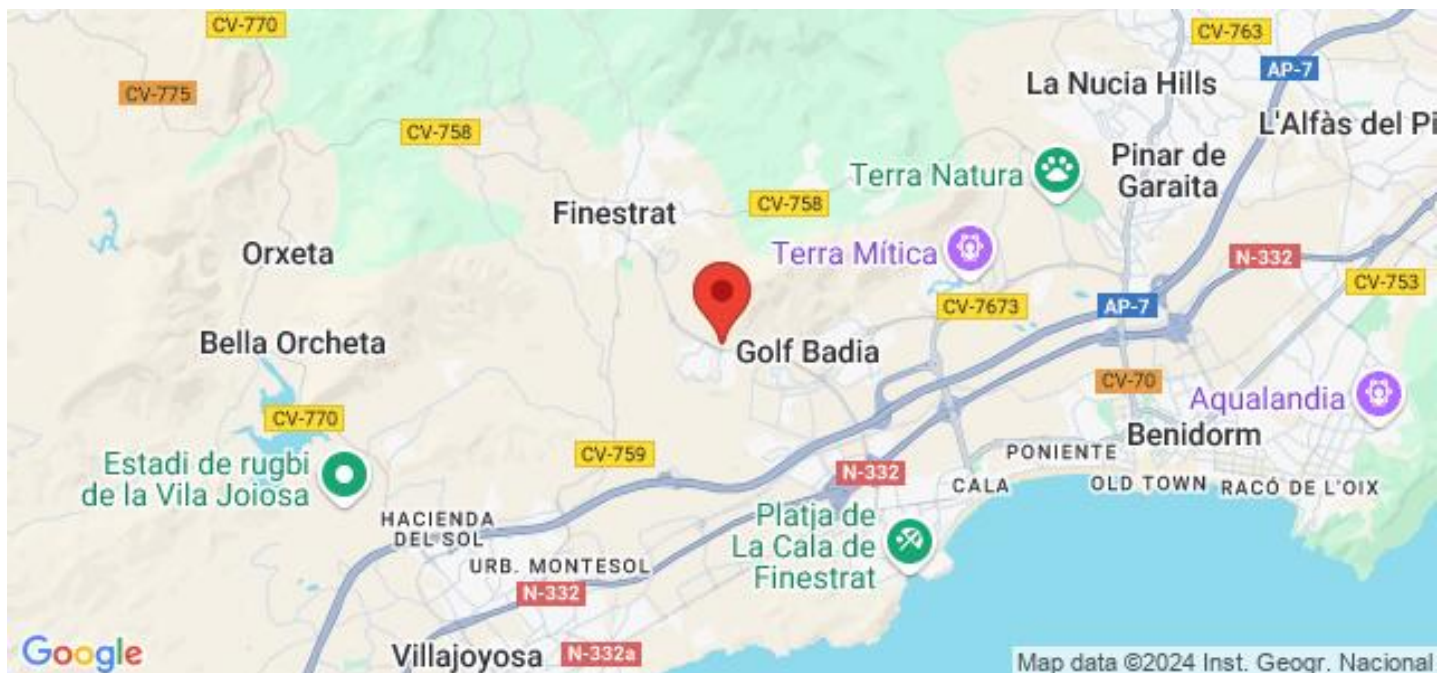 CV-770
CV-763
AP-7
CV-775
La Nucia Hills
CV-758
L'Alfàs del Pi
Pinar de
Garaita
Terra Natura
CV-758
Finestrat
Orxeta
Terra Mítica
N-332
CV-753
CV-7673
AP-7
Bella Orcheta
Golf Badia
CV-70
Aqualandia
CV-770
Benidorm
CV-759
PONIENTE
Estadi de rugbi
de la Vila Joiosa
N-332
CALA
OLD TOWN
RACÓ DE L'OIX
HACIENDA
DEL SOL
Platja de
La Cala de
Finestrat
URB. MONTESOL
N-332
Villajoyosa
N-332a
Google
Map data ©2024 Inst. Geogr. Nacional